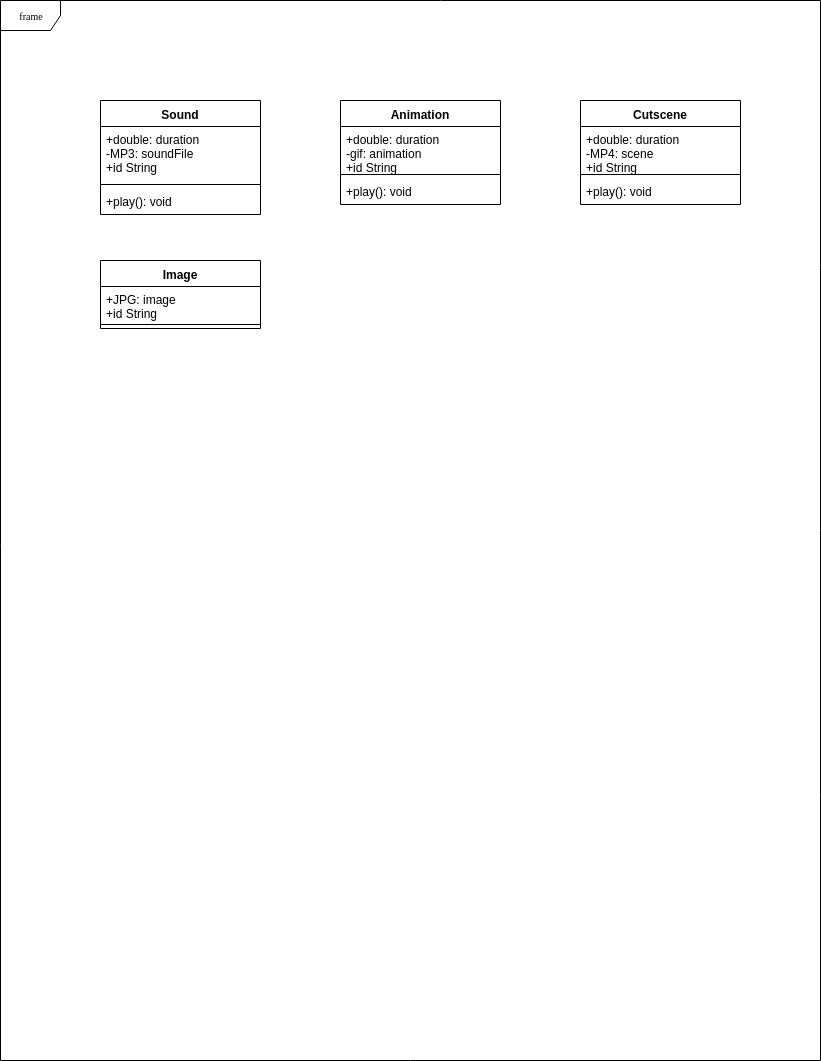 frame
Sound
+double: duration
-MP3: soundFile
+id String
+play(): void
Animation
+double: duration
-gif: animation
+id String
+play(): void
Cutscene
+double: duration
-MP4: scene
+id String
+play(): void
Image
+JPG: image
+id String